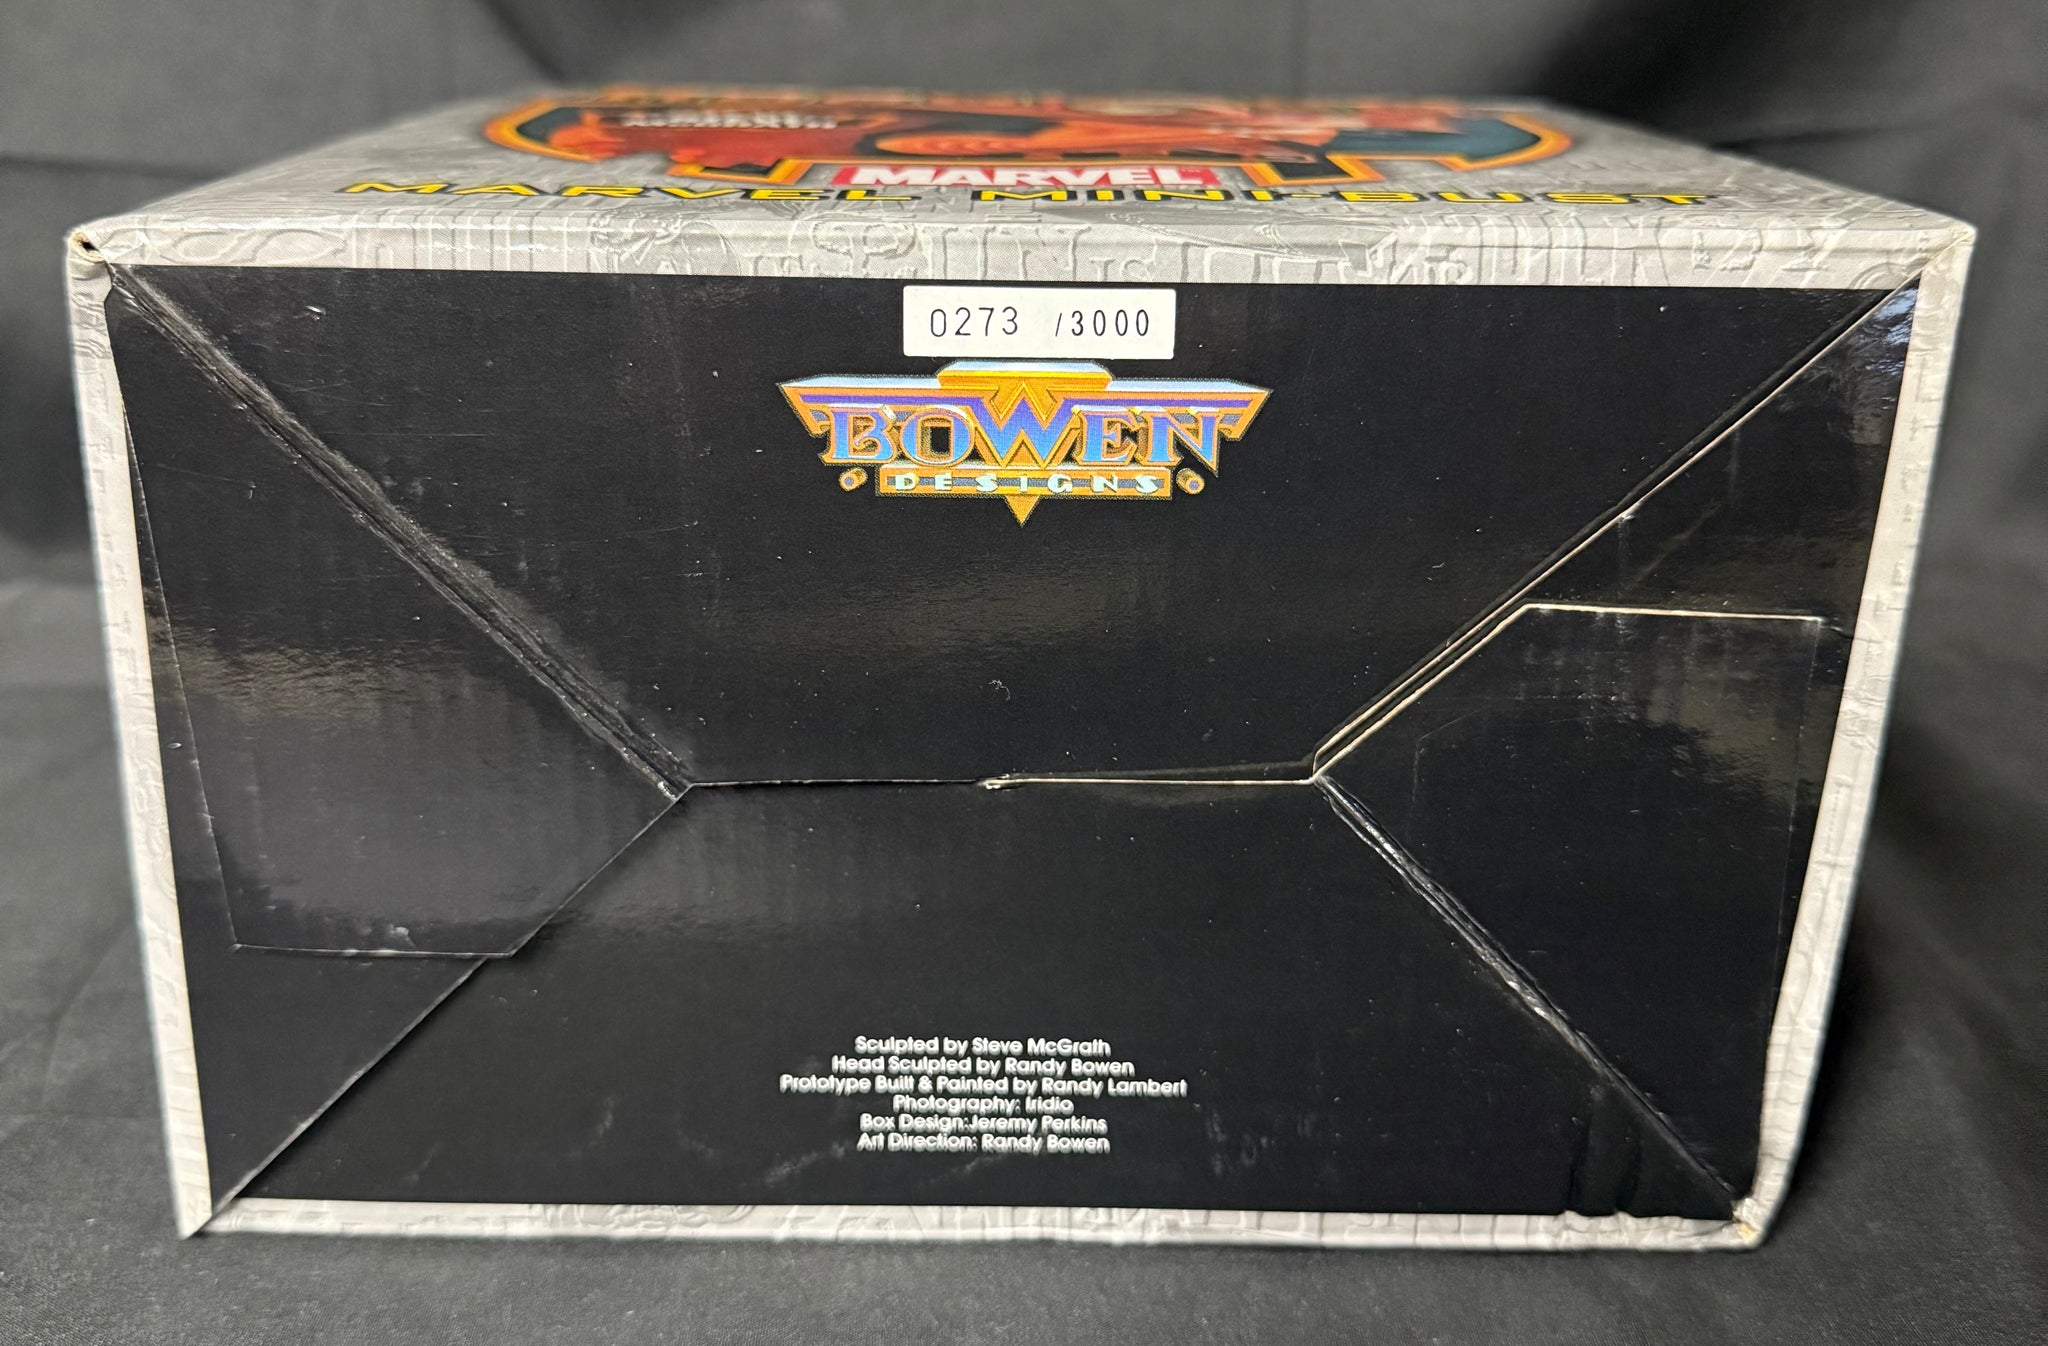 MARVEL
MARVEL MINI-BUST
0273 /3000
BOWEN
DESIGNS
Sculpted by Steve McGrath
Head Sculpted by Randy Bowen
Prototype Built & Painted by Randy Lambert
Photography: Iridio
Box Design: Jeremy Perkins
Art Direction: Randy Bowen